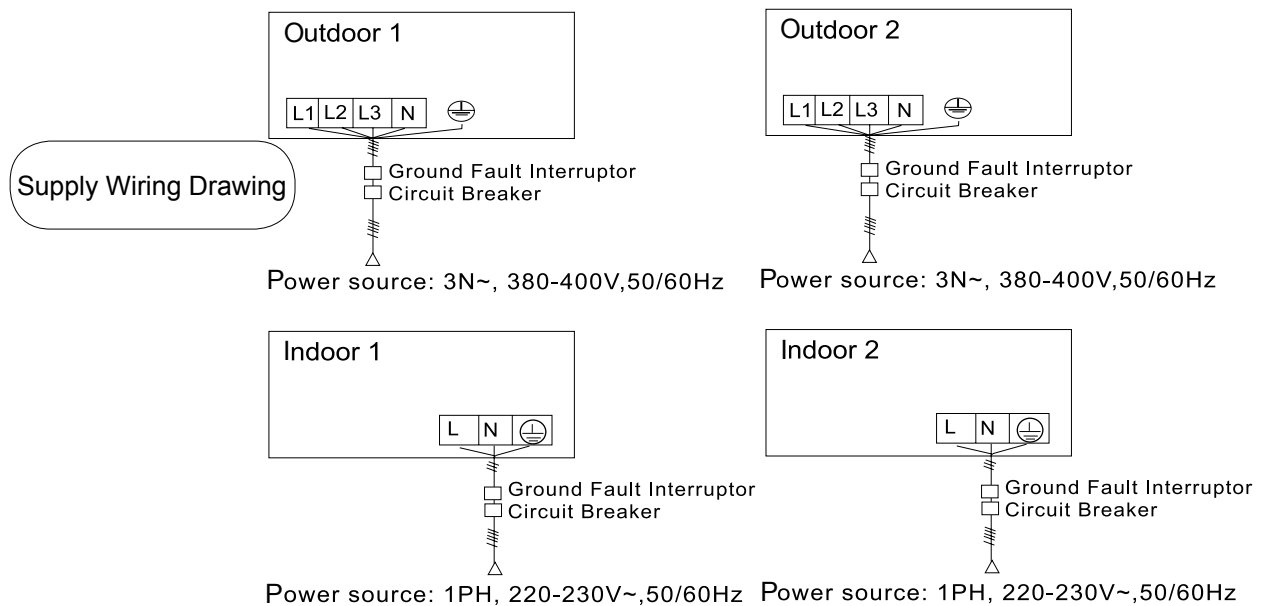 Supply Wiring Drawing
Outdoor 1
L1 L2 L3 N
Ground Fault Interruptor
Circuit Breaker
Power source: 3N~, 380-400V,50/60Hz
Outdoor 2
L1 L2 L3 N
Ground Fault Interruptor
Circuit Breaker
Power source: 3N~, 380-400V,50/60Hz
Indoor 1
L N
Ground Fault Interruptor
Circuit Breaker
Power source: 1PH, 220-230V~,50/60Hz
Indoor 2
L N
Ground Fault Interruptor
Circuit Breaker
Power source: 1PH, 220-230V~,50/60Hz